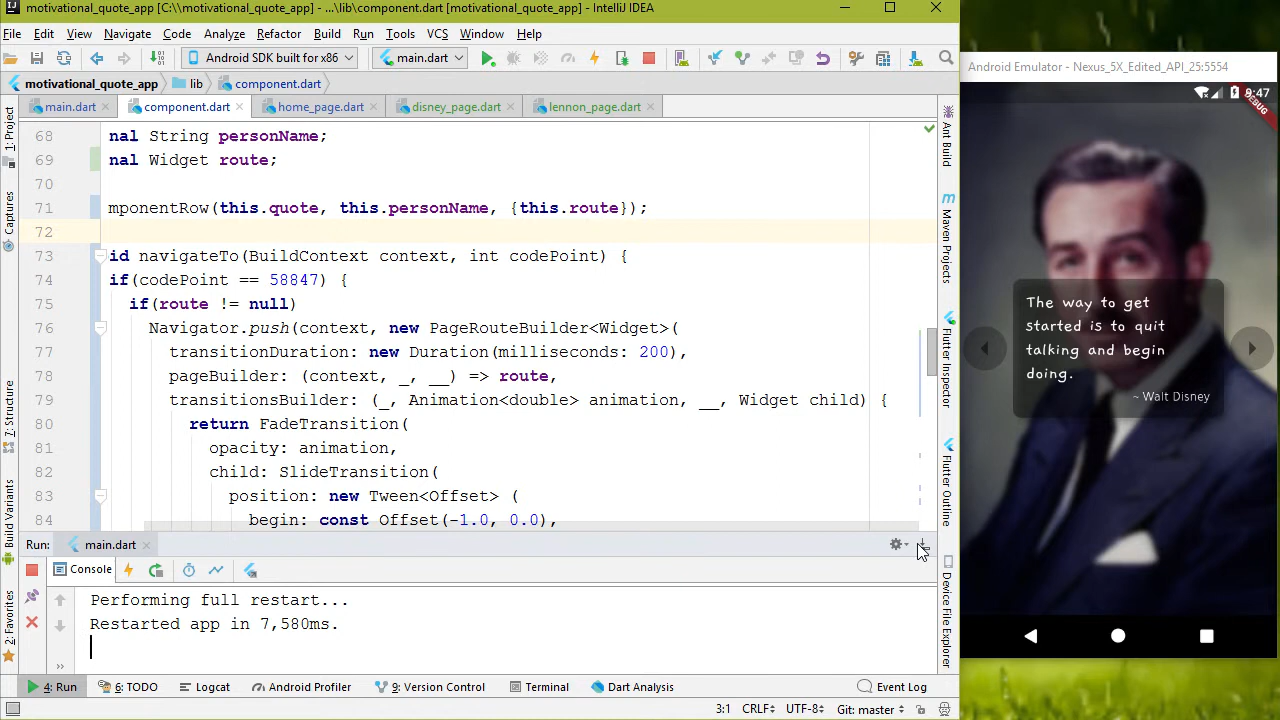 motivational_quote_app [C:\\motivational_quote_app] - ...\lib\component.dart [motivational_quote_app] - IntelliJ IDEA
File Edit View Navigate Code Analyze Refactor Build Run Tools VCS Window Help
Android SDK built for x86 main.dart
motivational_quote_app lib component.dart
main.dart component.dart home_page.dart disney_page.dart lennon_page.dart
68 nal String personName;
69 nal Widget route;
70
71 mponentRow(this.quote, this.personName, {this.route});
72
73 id navigateTo(BuildContext context, int codePoint) {
74 if(codePoint == 58847) {
75 if(route != null)
76 Navigator.push(context, new PageRouteBuilder<Widget>(
77 transitionDuration: new Duration(milliseconds: 200),
78 pageBuilder: (context, _, __) => route,
79 transitionsBuilder: (_, Animation<double> animation, __, Widget child) {
80 return FadeTransition(
81 opacity: animation,
82 child: SlideTransition(
83 position: new Tween<Offset> (
84 begin: const Offset(-1.0, 0.0),
Run: main.dart
Console
Performing full restart...
Restarted app in 7,580ms.
4: Run 6: TODO Logcat Android Profiler 9: Version Control Terminal Dart Analysis Event Log
3:1 CRLF÷ UTF-8÷ Git: master÷
1: Project
Captures
7: Structure
Build Variants
2: Favorites
Ant Build
Maven Projects
Flutter Inspector
Flutter Outline
Device File Explorer
Android Emulator - Nexus_5X_Edited_API_25:5554
9:47
DEBUG
The way to get
started is to quit
talking and begin
doing.
~ Walt Disney